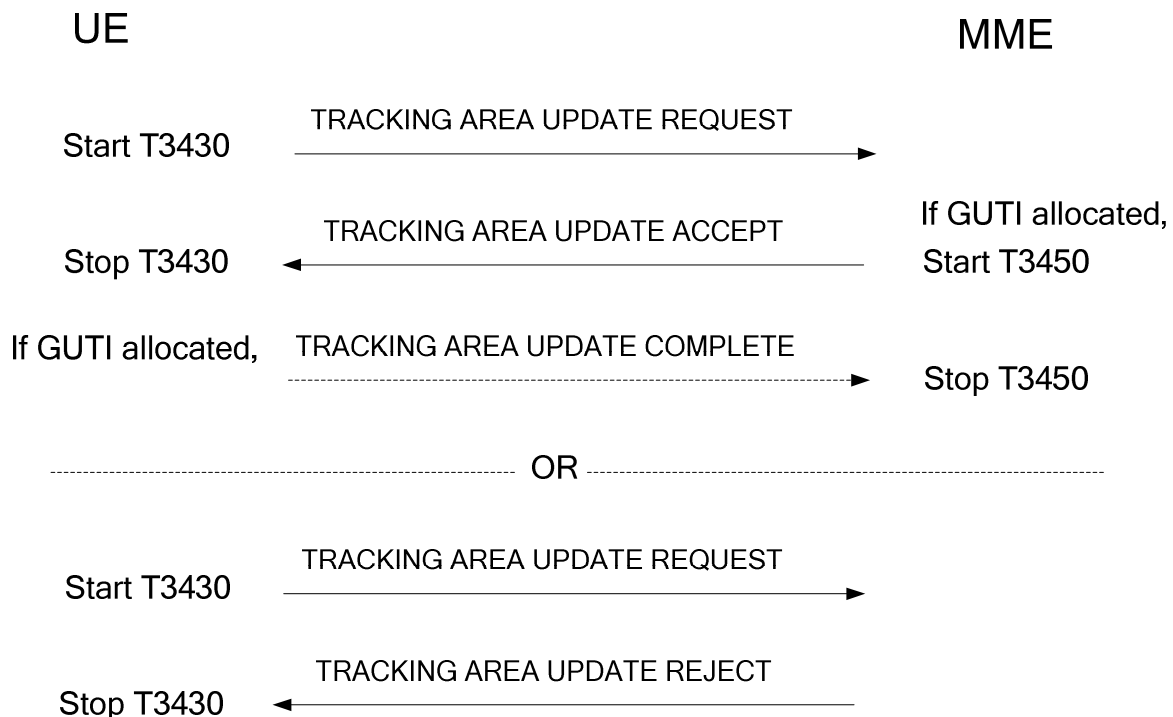 UE
MME
TRACKING AREA UPDATE REQUEST
Start T3430
If GUTI allocated,
TRACKING AREA UPDATE ACCEPT
Stop T3430
Start T3450
If GUTI allocated,
TRACKING AREA UPDATE COMPLETE
Stop T3450
OR
TRACKING AREA UPDATE REQUEST
Start T3430
TRACKING AREA UPDATE REJECT
Stop T3430